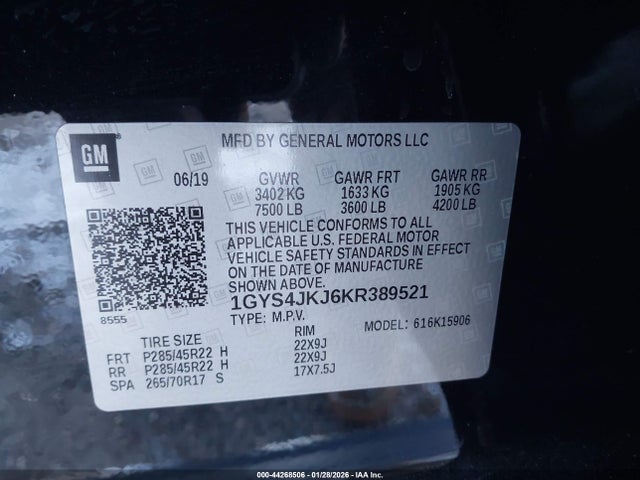 GM
MFD BY GENERAL MOTORS LLC
06/19 GVWR GAWR FRT GAWR RR
3402 KG 1633 KG 1905 KG
7500 LB 3600 LB 4200 LB
THIS VEHICLE CONFORMS TO ALL
APPLICABLE U.S. FEDERAL MOTOR
VEHICLE SAFETY STANDARDS IN EFFECT
ON THE DATE OF MANUFACTURE
SHOWN ABOVE.
1GYS4JKJ6KR389521
8555 TYPE: M.P.V. MODEL: 616K15906
TIRE SIZE RIM
FRT P285/45R22 H 22X9J
RR P285/45R22 H 22X9J
SPA 265/70R17 S 17X7.5J
000-44268506 - 01/28/2026 - IAA Inc.